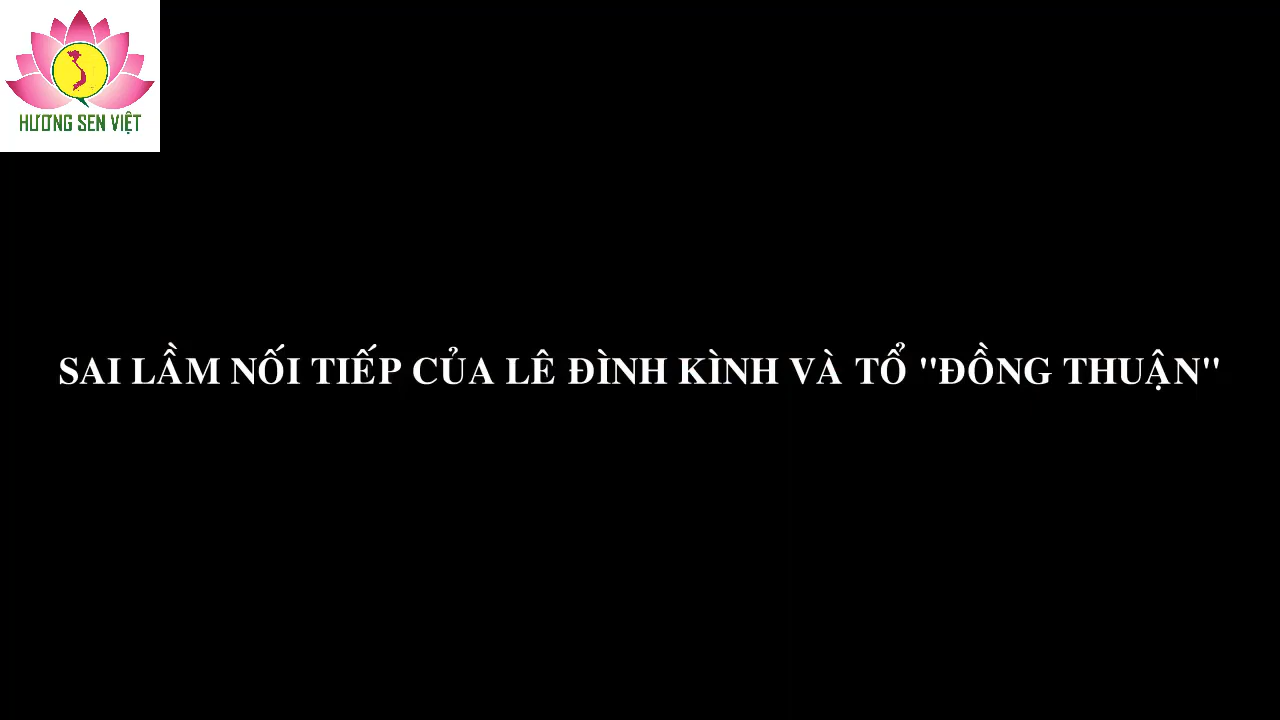 HƯƠNG SEN VIỆT
SAI LẦM NỐI TIẾP CỦA LÊ ĐÌNH KÌNH VÀ TỔ "ĐỒNG THUẬN"